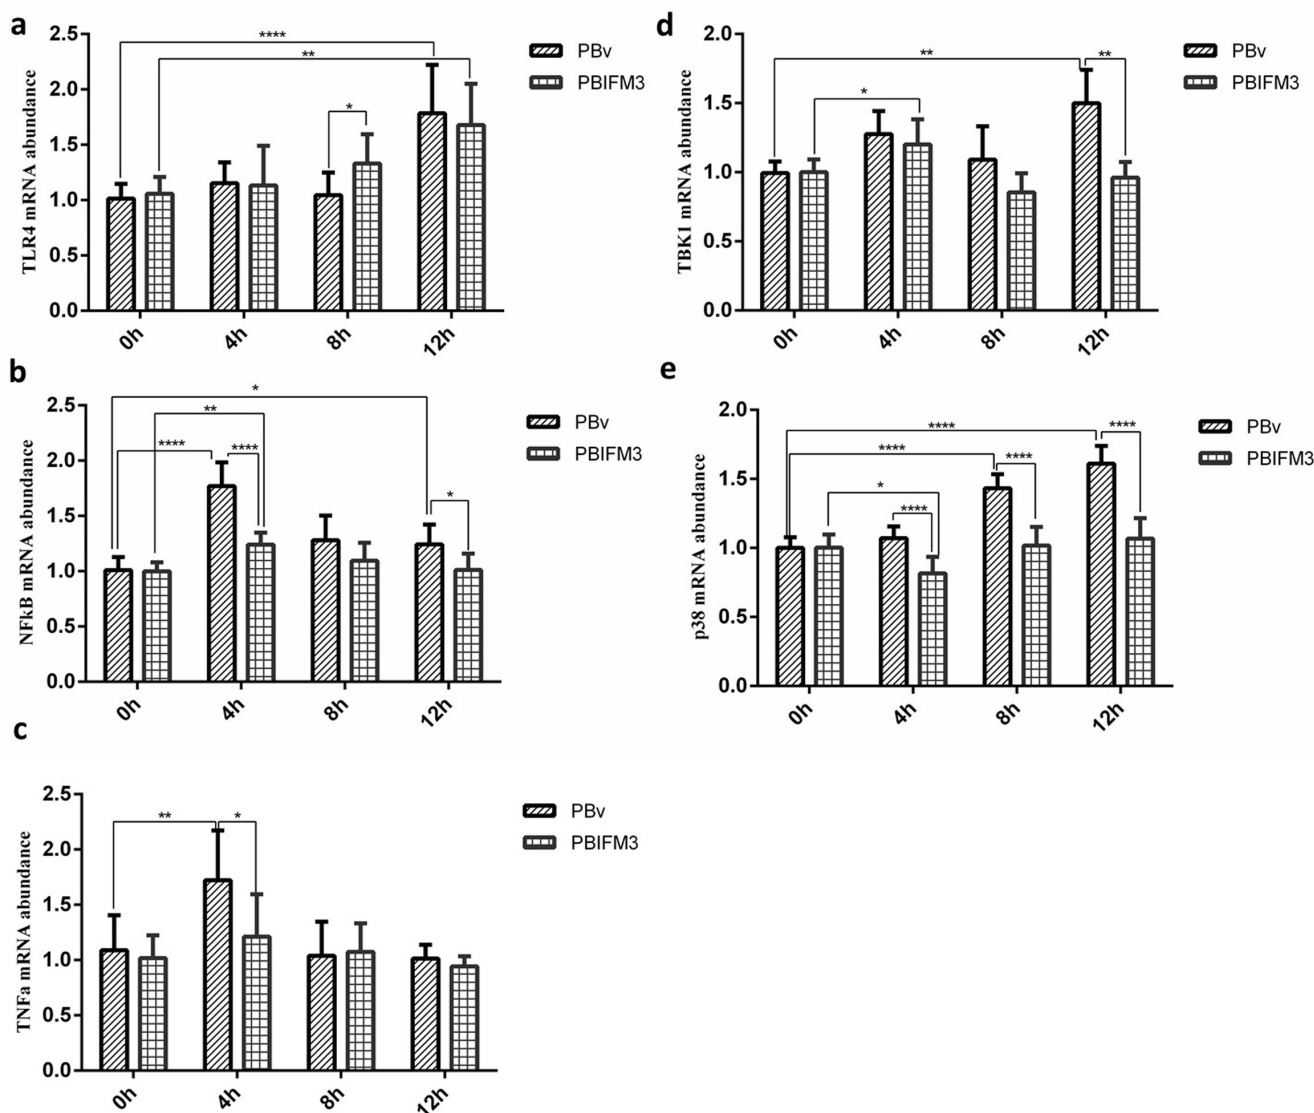 a
TLR4 mRNA abundance
2.5
2.0
1.5
1.0
0.5
0.0
****
**
*
0h
4h
8h
12h
PBv
PBIFM3
d
TBK1 mRNA abundance
2.0
1.5
1.0
0.5
0.0
**
**
*
0h
4h
8h
12h
PBv
PBIFM3
b
NFkB mRNA abundance
2.5
2.0
1.5
1.0
0.5
0.0
*
**
****
****
*
0h
4h
8h
12h
PBv
PBIFM3
e
p38 mRNA abundance
2.0
1.5
1.0
0.5
0.0
****
****
****
****
*
****
0h
4h
8h
12h
PBv
PBIFM3
c
TNFa mRNA abundance
2.5
2.0
1.5
1.0
0.5
0.0
**
*
0h
4h
8h
12h
PBv
PBIFM3